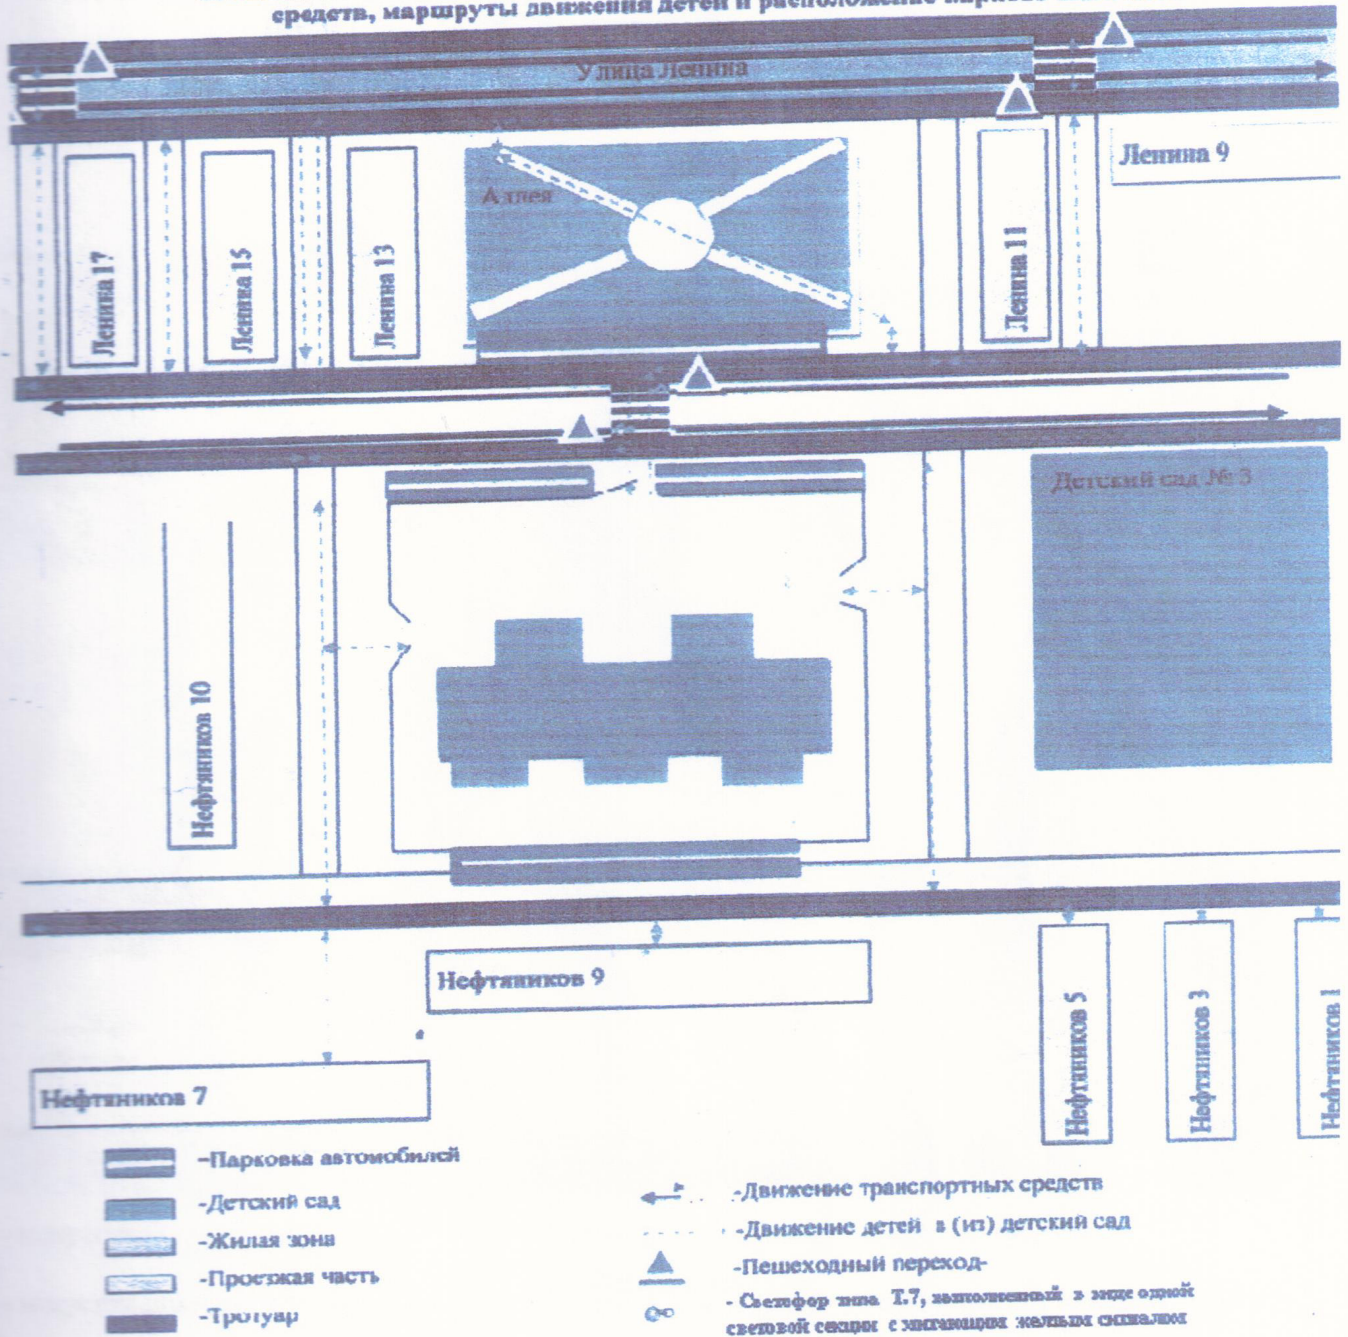 средств, маршруты движения детей и расположение
Улица Ленина
Ленина 9
Аллея
Ленина 17
Ленина 15
Ленина 13
Ленина 11
Детский сад № 3
Нефтяников 10
Нефтяников 9
Нефтяников 5
Нефтяников 3
Нефтяников 1
Нефтяников 7
-Парковка автомобилей
-Детский сад
-Жилая зона
-Проезжая часть
-Тротуар
-Движение транспортных средств
-Движение детей в (из) детский сад
-Пешеходный переход-
- Светофор типа Т.7, выполненный в виде одной
световой секции с мигающим желтым сигналом